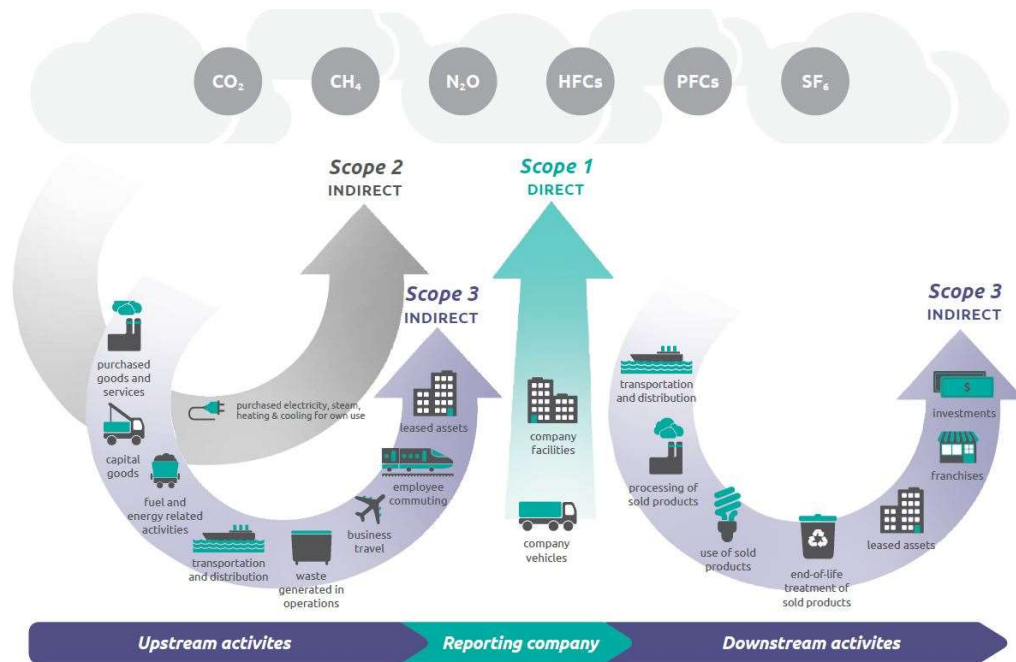 CO₂
CH₄
N₂O
HFCs
PFCs
SF₆
Scope 2
INDIRECT
Scope 1
DIRECT
Scope 3
INDIRECT
Scope 3
INDIRECT
purchased
goods and
services
capital
goods
fuel and
energy related
activities
purchased electricity, steam,
heating & cooling for own use
transportation
and distribution
waste
generated in
operations
business
travel
employee
commuting
leased assets
company
facilities
company
vehicles
transportation
and distribution
processing of
sold products
use of sold
products
end-of-life
treatment of
sold products
leased assets
franchises
investments
$
Upstream activites
Reporting company
Downstream activites